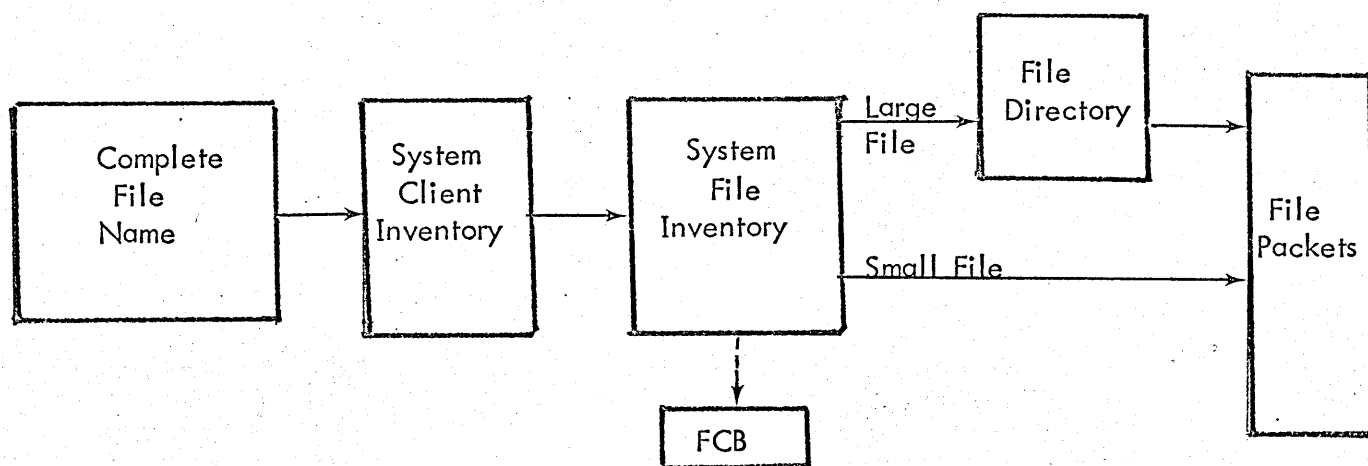 Complete
File
Name
System
Client
Inventory
System
File
Inventory
Large
File
Small File
File
Directory
File
Packets
FCB